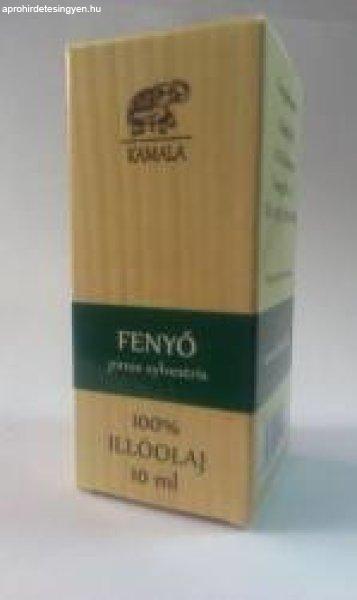 aprohirdetesingyen.hu
KAMALA
FENYŐ
pinus sylvestris
100%
ILLÓOLAJ
10 ml